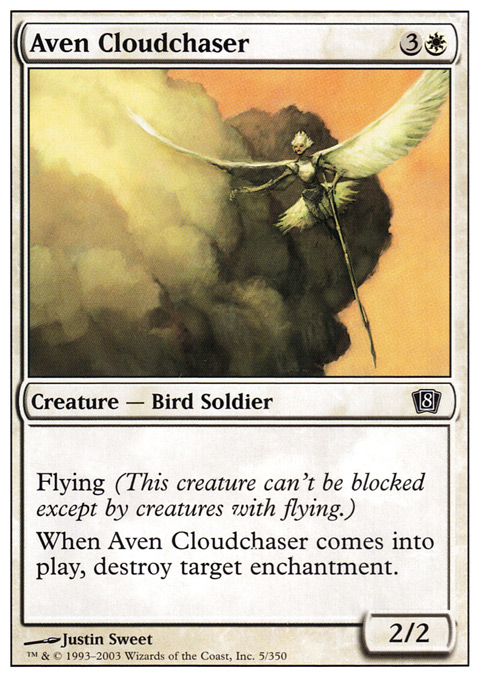 Aven Cloudchaser 3
Creature — Bird Soldier 8
Flying (This creature can't be blocked
except by creatures with flying.)
When Aven Cloudchaser comes into
play, destroy target enchantment.
2/2
Justin Sweet
™ & © 1993–2003 Wizards of the Coast, Inc. 5/350